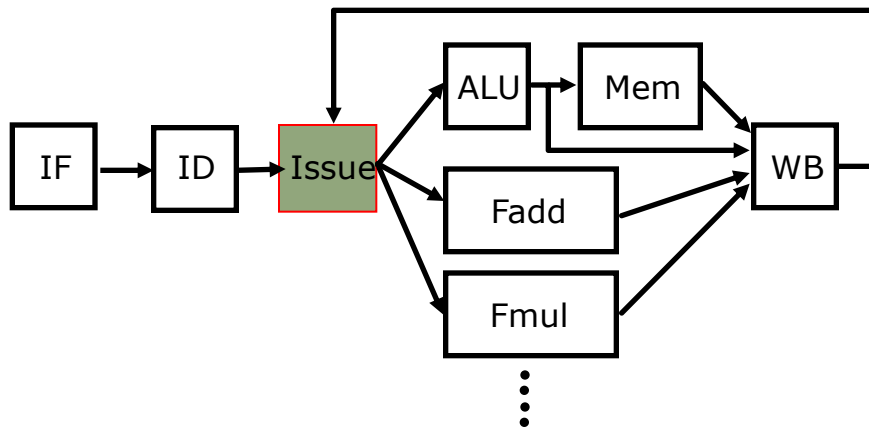 IF
ID
Issue
ALU
Mem
Fadd
Fmul
WB